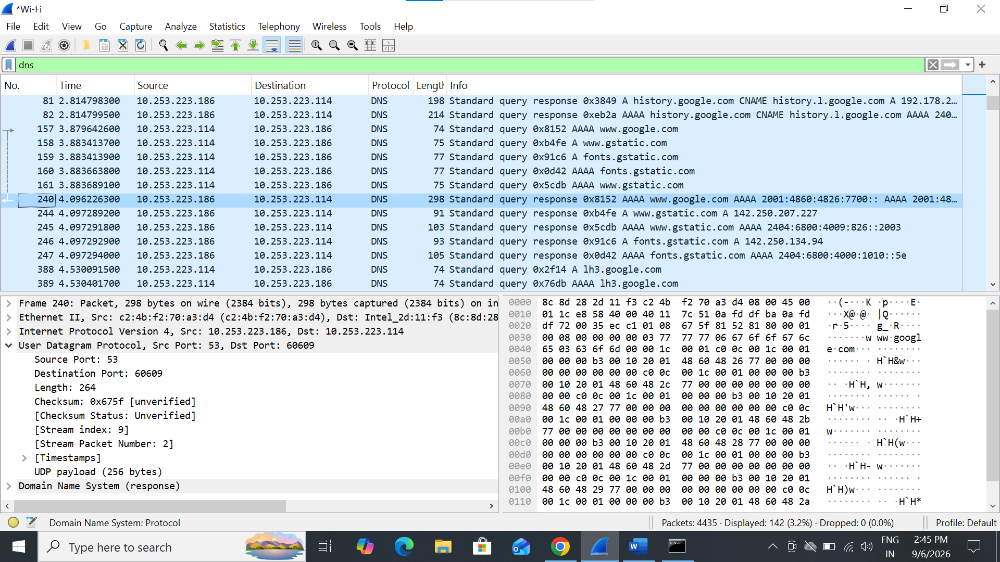 *Wi-Fi
File Edit View Go Capture Analyze Statistics Telephony Wireless Tools Help
dns
No. Time Source Destination Protocol Length Info
81 2.814798300 10.253.223.186 10.253.223.114 DNS 198 Standard query response 0x3849 A history.google.com CNAME history.l.google.com A 192.178.2…
82 2.814799500 10.253.223.186 10.253.223.114 DNS 214 Standard query response 0xeb2a AAAA history.google.com CNAME history.l.google.com AAAA 240…
157 3.879642600 10.253.223.114 10.253.223.186 DNS 74 Standard query 0x8152 AAAA www.google.com
158 3.883413700 10.253.223.114 10.253.223.186 DNS 75 Standard query 0xb4fe A www.gstatic.com
159 3.883413900 10.253.223.114 10.253.223.186 DNS 77 Standard query 0x91c6 A fonts.gstatic.com
160 3.883663800 10.253.223.114 10.253.223.186 DNS 77 Standard query 0x0d42 AAAA fonts.gstatic.com
161 3.883689100 10.253.223.114 10.253.223.186 DNS 75 Standard query 0x5cdb AAAA www.gstatic.com
240 4.096226300 10.253.223.186 10.253.223.114 DNS 298 Standard query response 0x8152 AAAA www.google.com AAAA 2001:4860:4826:7700:: AAAA 2001:48…
244 4.097289200 10.253.223.186 10.253.223.114 DNS 91 Standard query response 0xb4fe A www.gstatic.com A 142.250.207.227
245 4.097291800 10.253.223.186 10.253.223.114 DNS 103 Standard query response 0x5cdb AAAA www.gstatic.com AAAA 2404:6800:4009:826::2003
246 4.097292900 10.253.223.186 10.253.223.114 DNS 93 Standard query response 0x91c6 A fonts.gstatic.com A 142.250.134.94
247 4.097294000 10.253.223.186 10.253.223.114 DNS 105 Standard query response 0x0d42 AAAA fonts.gstatic.com AAAA 2404:6800:4000:1010::5e
388 4.530091500 10.253.223.114 10.253.223.186 DNS 74 Standard query 0x2f14 A lh3.google.com
389 4.530401700 10.253.223.114 10.253.223.186 DNS 74 Standard query 0x76db AAAA lh3.google.com
Frame 240: Packet, 298 bytes on wire (2384 bits), 298 bytes captured (2384 bits) on in
Ethernet II, Src: c2:4b:f2:70:a3:d4 (c2:4b:f2:70:a3:d4), Dst: Intel_2d:11:f3 (8c:8d:28
Internet Protocol Version 4, Src: 10.253.223.186, Dst: 10.253.223.114
User Datagram Protocol, Src Port: 53, Dst Port: 60609
Source Port: 53
Destination Port: 60609
Length: 264
Checksum: 0x675f [unverified]
[Checksum Status: Unverified]
[Stream index: 9]
[Stream Packet Number: 2]
[Timestamps]
UDP payload (256 bytes)
Domain Name System (response)
0000 8c 8d 28 2d 11 f3 c2 4b f2 70 a3 d4 08 00 45 00 ··(-···K·p····E·
0010 01 1c e8 58 40 00 40 11 7c 51 0a fd df ba 0a fd ···X@·@·|Q······
0020 df 72 00 35 ec c1 01 08 67 5f 81 52 81 80 00 01 ·r·5····g_·R····
0030 00 08 00 00 00 00 03 77 77 77 06 67 6f 6f 67 6c ·······w ww·googl
0040 65 03 63 6f 6d 00 00 1c 00 01 c0 0c 00 1c 00 01 e·com··· ········
0050 00 00 00 b3 00 10 20 01 48 60 48 26 77 00 00 00 ······ · H`H&w···
0060 00 00 00 00 00 00 c0 0c 00 1c 00 01 00 00 00 b3 ········ ········
0070 00 10 20 01 48 60 48 2c 77 00 00 00 00 00 00 00 ·· ·H`H, w·······
0080 00 00 c0 0c 00 1c 00 01 00 00 00 b3 00 10 20 01 ········ ······ ·
0090 48 60 48 27 77 00 00 00 00 00 00 00 00 00 c0 0c H`H'w··· ········
00a0 00 1c 00 01 00 00 00 b3 00 10 20 01 48 60 48 2b ········ ·· ·H`H+
00b0 77 00 00 00 00 00 00 00 00 00 c0 0c 00 1c 00 01 w······· ········
00c0 00 00 00 b3 00 10 20 01 48 60 48 28 77 00 00 00 ······ · H`H(w···
00d0 00 00 00 00 00 00 c0 0c 00 1c 00 01 00 00 00 b3 ········ ········
00e0 00 10 20 01 48 60 48 2d 77 00 00 00 00 00 00 00 ·· ·H`H- w·······
00f0 00 00 c0 0c 00 1c 00 01 00 00 00 b3 00 10 20 01 ········ ······ ·
0100 48 60 48 29 77 00 00 00 00 00 00 00 00 00 c0 0c H`H)w··· ········
0110 00 1c 00 01 00 00 00 b3 00 10 20 01 48 60 48 2a ········ ·· ·H`H*
Domain Name System: Protocol Packets: 4435 · Displayed: 142 (3.2%) · Dropped: 0 (0.0%) Profile: Default
Type here to search
ENG
IN
2:45 PM
9/6/2026